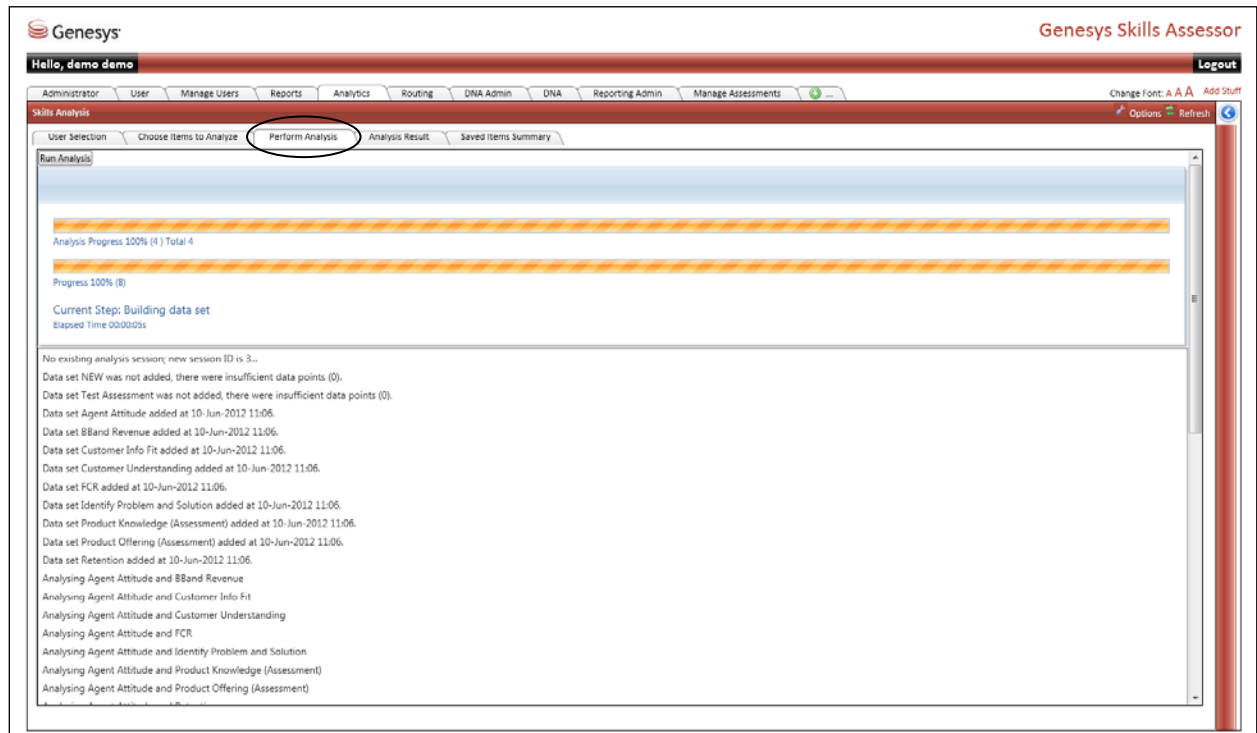 Genesys
Genesys Skills Assessor
Hello, demo demo
Logout
Administrator User Manage Users Reports Analytics Routing DNA Admin DNA Reporting Admin Manage Assessments ...
Change Font: A A A Add Stuff
Skills Analysis
Options Refresh
User Selection Choose Items to Analyze Perform Analysis Analysis Result Saved Items Summary
Run Analysis
Analysis Progress 100% (4 ) Total 4
Progress 100% (8)
Current Step: Building data set
Elapsed Time 00:00:05s
No existing analysis session; new session ID is 3...
Data set NEW was not added, there were insufficient data points (0).
Data set Test Assessment was not added, there were insufficient data points (0).
Data set Agent Attitude added at 10-Jun-2012 11:06.
Data set BBand Revenue added at 10-Jun-2012 11:06.
Data set Customer Info Fit added at 10-Jun-2012 11:06.
Data set Customer Understanding added at 10-Jun-2012 11:06.
Data set FCR added at 10-Jun-2012 11:06.
Data set Identify Problem and Solution added at 10-Jun-2012 11:06.
Data set Product Knowledge (Assessment) added at 10-Jun-2012 11:06.
Data set Product Offering (Assessment) added at 10-Jun-2012 11:06.
Data set Retention added at 10-Jun-2012 11:06.
Analysing Agent Attitude and BBand Revenue
Analysing Agent Attitude and Customer Info Fit
Analysing Agent Attitude and Customer Understanding
Analysing Agent Attitude and FCR
Analysing Agent Attitude and Identify Problem and Solution
Analysing Agent Attitude and Product Knowledge (Assessment)
Analysing Agent Attitude and Product Offering (Assessment)